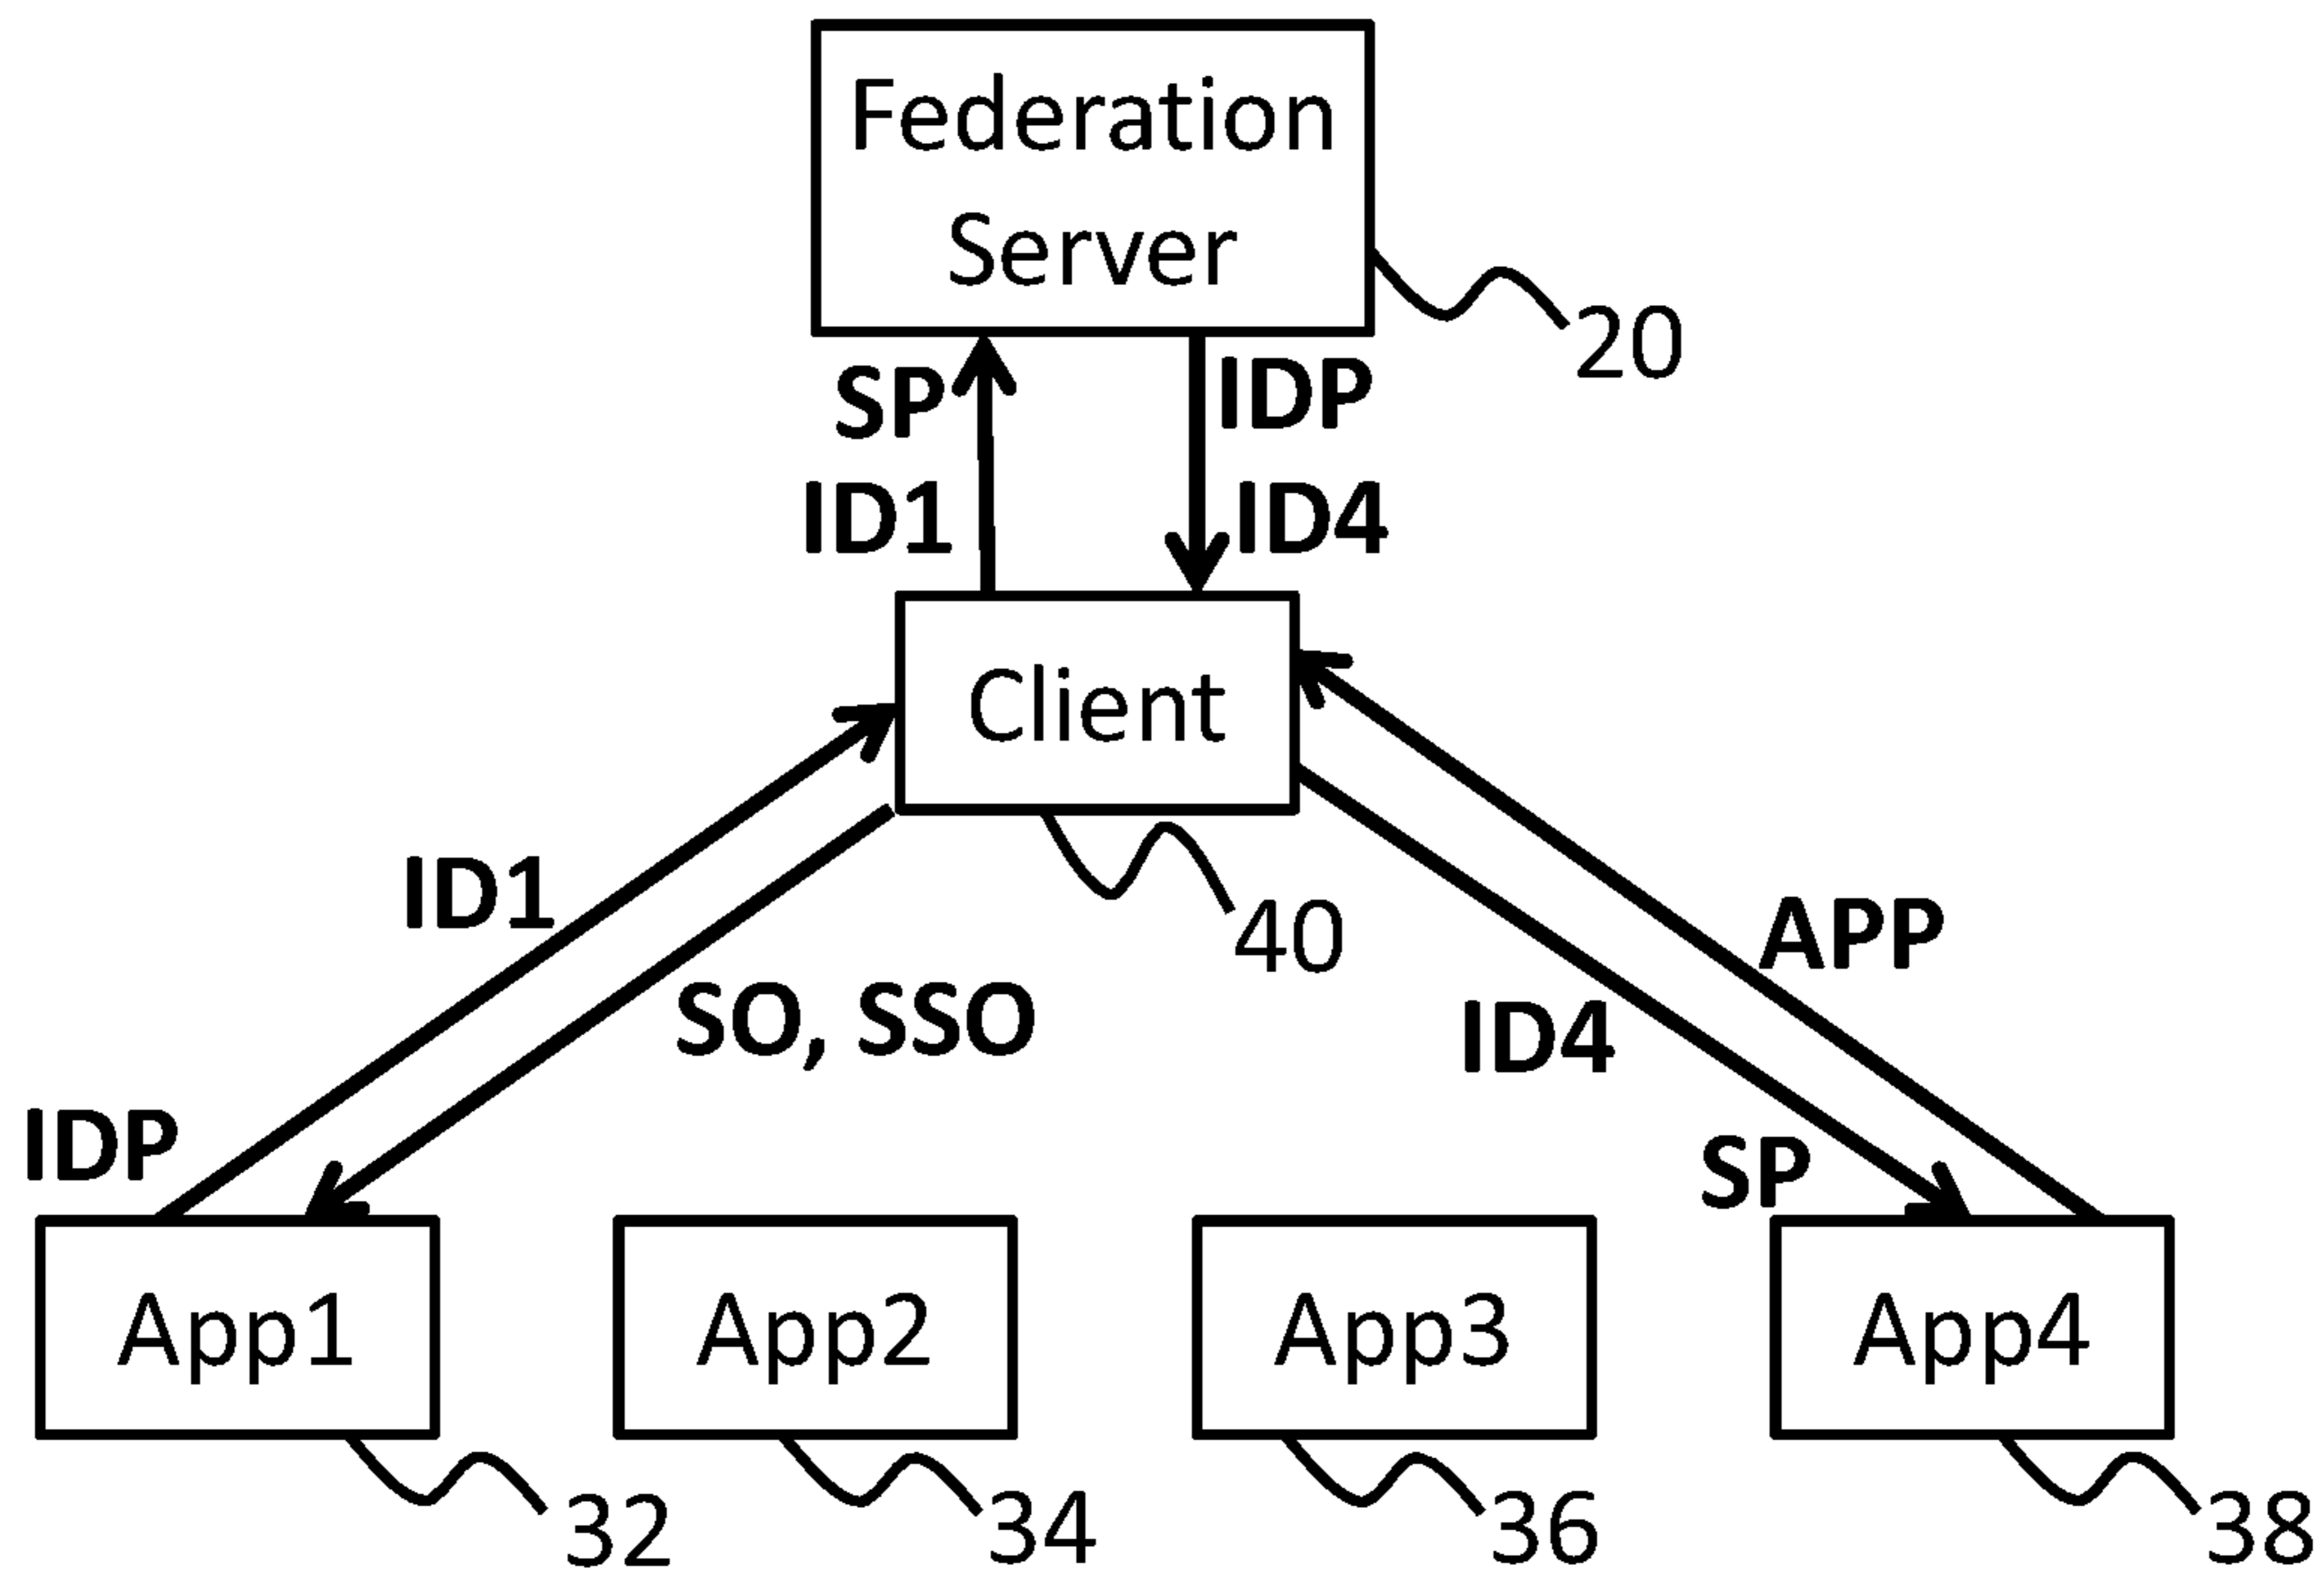 Federation
Server
20
SP
IDP
ID1
ID4
Client
40
ID1
SO, SSO
APP
ID4
IDP
SP
App1
App2
App3
App4
32
34
36
38